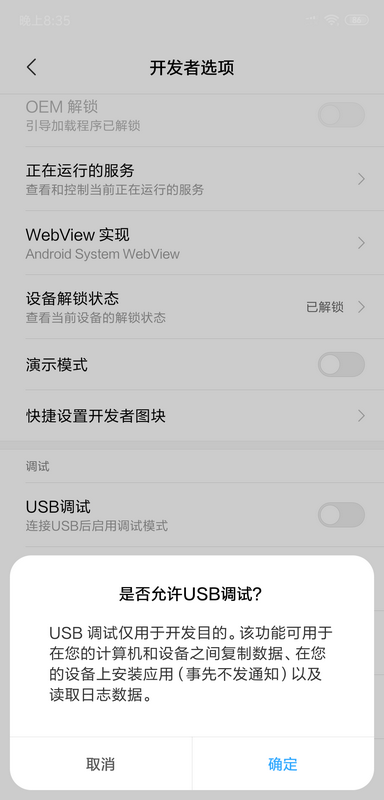 晚上8:35
开发者选项
OEM 解锁
引导加载程序已解锁
正在运行的服务
查看和控制当前正在运行的服务
WebView 实现
Android System WebView
设备解锁状态
已解锁
查看当前设备的解锁状态
演示模式
快捷设置开发者图块
调试
USB调试
连接USB后启用调试模式
是否允许USB调试?
USB 调试仅用于开发目的。该功能可用于
在您的计算机和设备之间复制数据、在您
的设备上安装应用（事先不发通知）以及
读取日志数据。
取消
确定